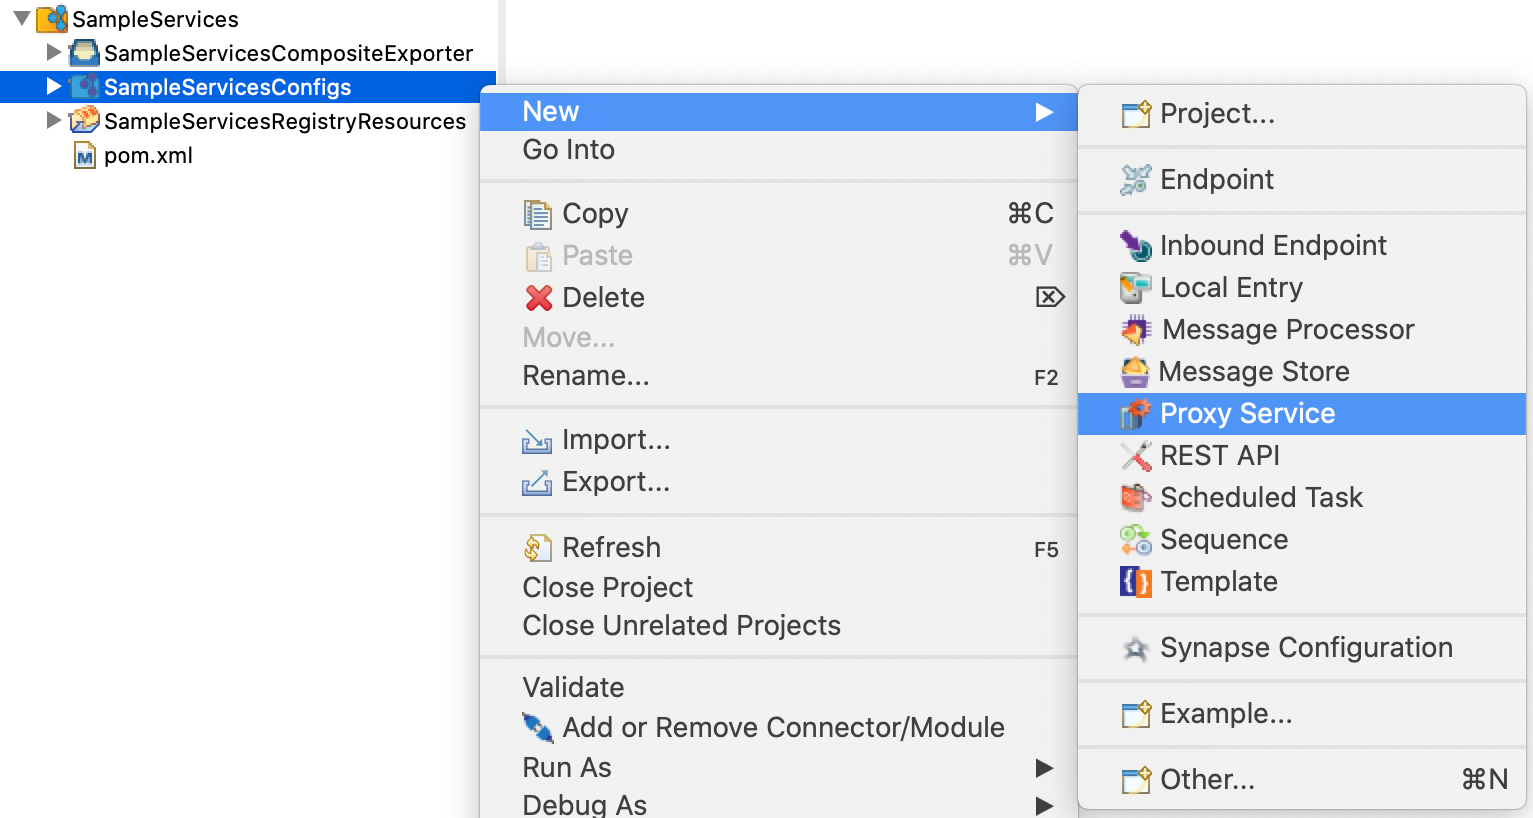 SampleServices
SampleServicesCompositeExporter
SampleServicesConfigs
SampleServicesRegistryResources
pom.xml
New
Go Into
Copy ⌘C
Paste ⌘V
Delete ⌦
Move...
Rename... F2
Import...
Export...
Refresh F5
Close Project
Close Unrelated Projects
Validate
Add or Remove Connector/Module
Run As
Debug As
Project...
Endpoint
Inbound Endpoint
Local Entry
Message Processor
Message Store
Proxy Service
REST API
Scheduled Task
Sequence
Template
Synapse Configuration
Example...
Other... ⌘N